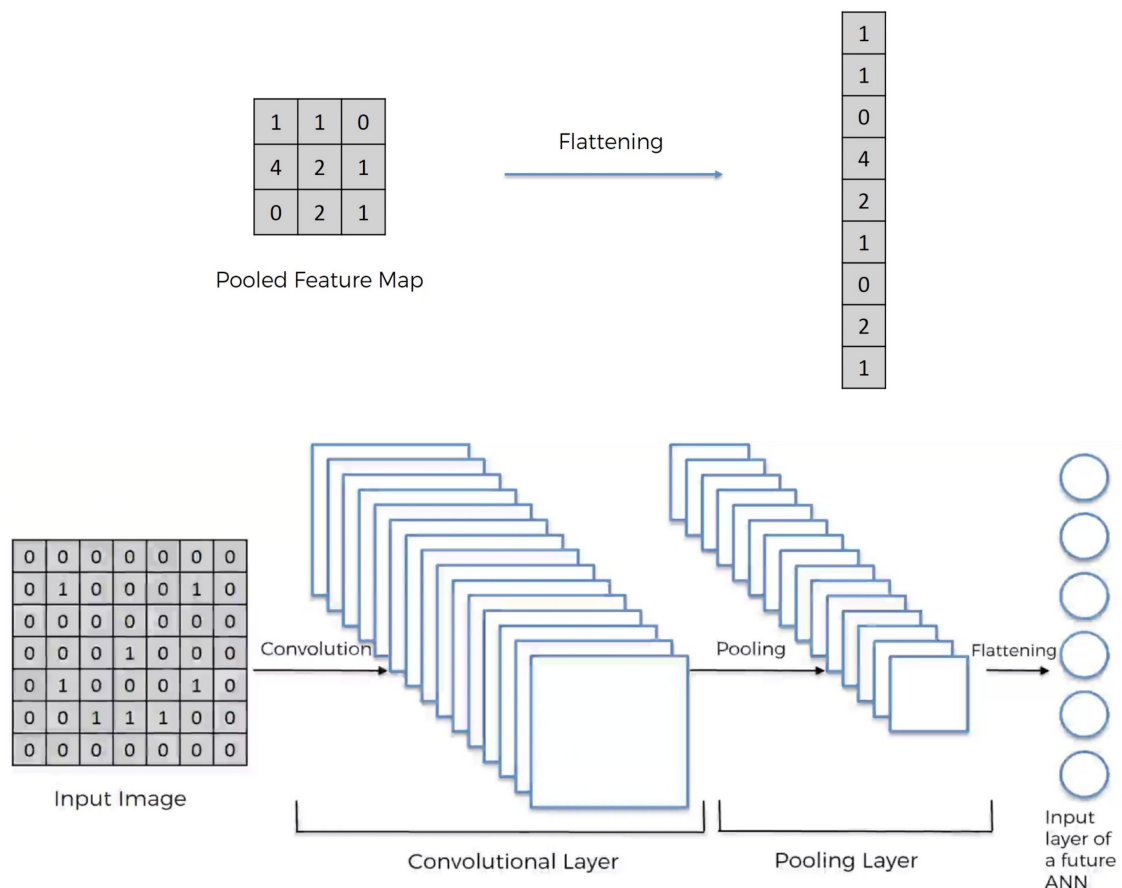 1
1
0
4
2
1
0
2
1
1 1 0
4 2 1
0 2 1
Flattening
Pooled Feature Map
0 0 0 0 0 0 0
0 1 0 0 0 1 0
0 0 0 0 0 0 0
0 0 0 1 0 0 0
0 1 0 0 0 1 0
0 0 1 1 1 0 0
0 0 0 0 0 0 0
Input Image
Convolution
Convolutional Layer
Pooling
Pooling Layer
Flattening
Input
layer of
a future
ANN